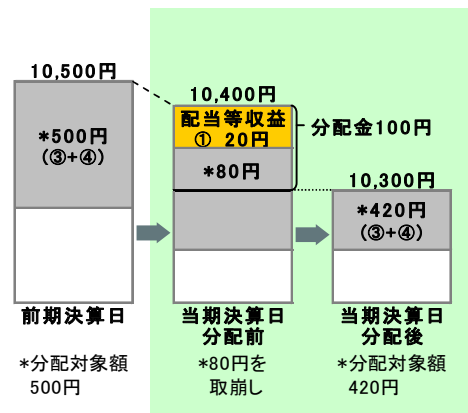 10,500円
*500円
(③+④)
前期決算日
*分配対象額
500円
10,400円
配当等収益
① 20円
*80円
分配金100円
当期決算日
分配前
*80円を
取崩し
10,300円
*420円
(③+④)
当期決算日
分配後
*分配対象額
420円